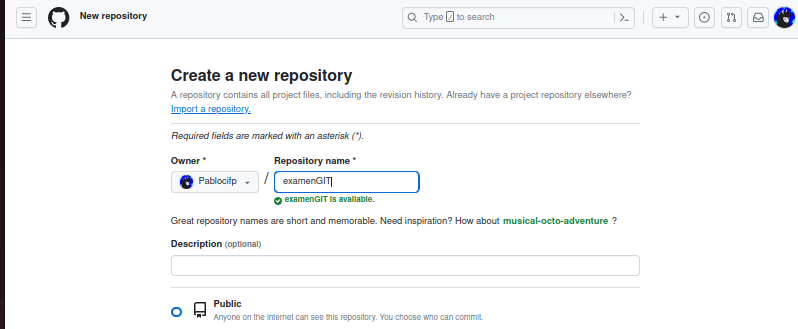 New repository
Type / to search
Create a new repository
A repository contains all project files, including the revision history. Already have a project repository elsewhere?
Import a repository.
Required fields are marked with an asterisk (*).
Owner * Repository name *
Pablocifp / examenGIT
examenGIT is available.
Great repository names are short and memorable. Need inspiration? How about musical-octo-adventure ?
Description (optional)
Public
Anyone on the internet can see this repository. You choose who can commit.